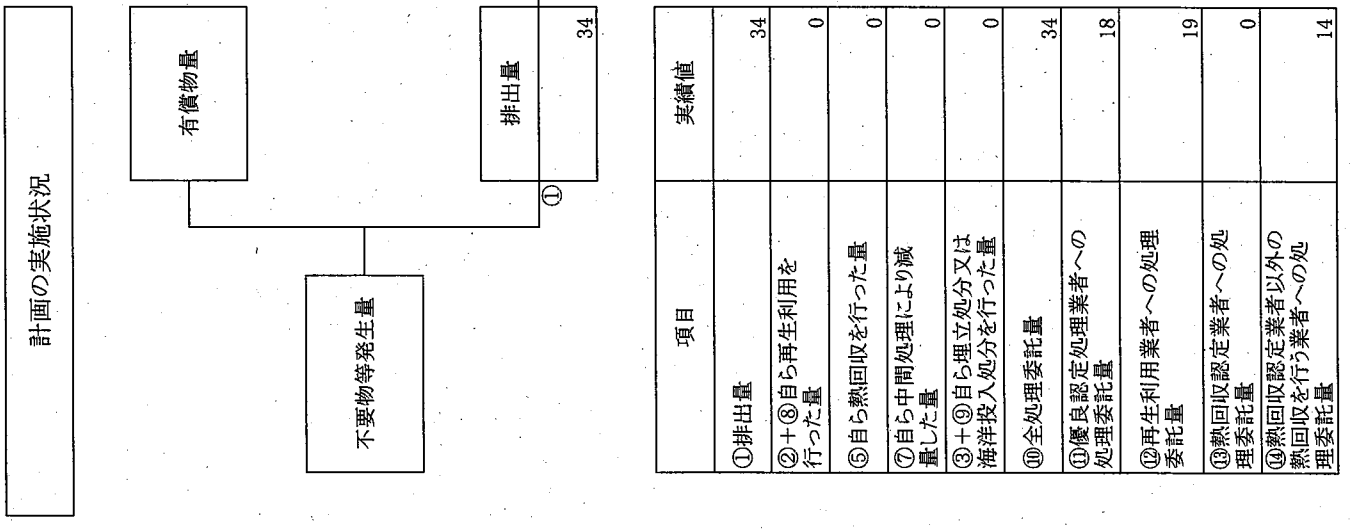 計画の実施状況
有償物量
不要物等発生量
排出量
①
34
項目
実績値
①排出量
34
②+⑧自ら再生利用を
行った量
0
⑤自ら熱回収を行った量
0
⑦自ら中間処理により減
量した量
0
③+⑨自ら埋立処分又は
海洋投入処分を行った量
0
⑩全処理委託量
34
⑪優良認定処理業者への
処理委託量
18
⑫再生利用業者への処理
委託量
19
⑬熱回収認定業者への処
理委託量
0
⑭熱回収認定業者以外の
熱回収を行う業者への処
理委託量
14